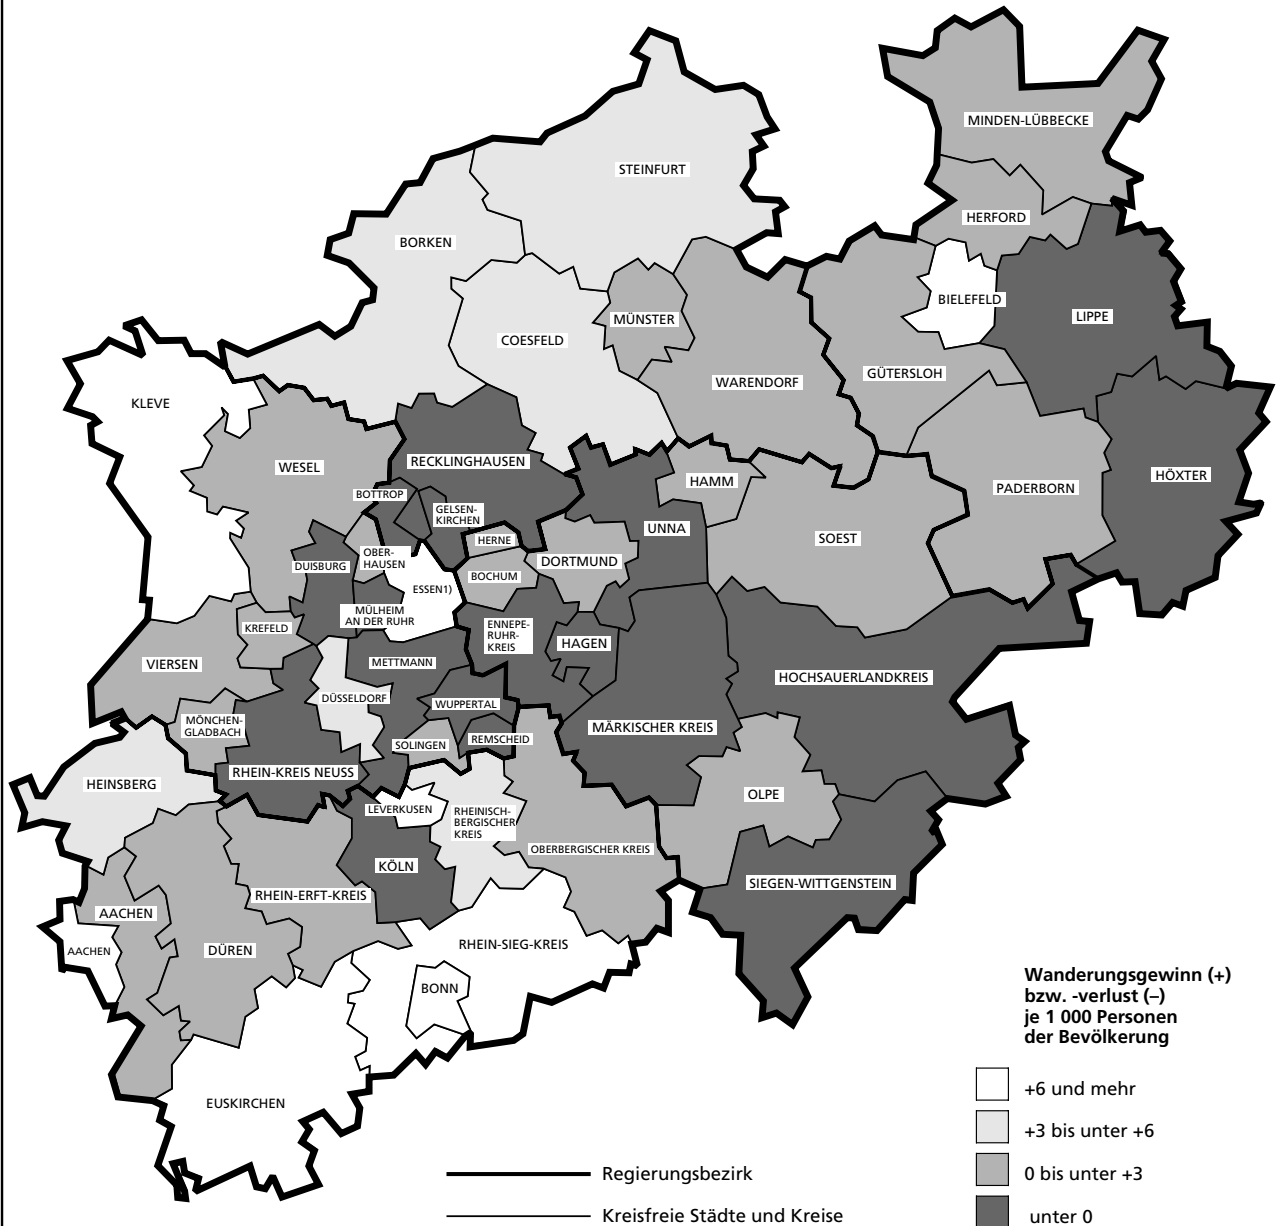 MINDEN-LÜBBECKE
STEINFURT
HERFORD
BORKEN
BIELEFELD
LIPPE
MÜNSTER
COESFELD
GÜTERSLOH
WARENDORF
KLEVE
RECKLINGHAUSEN
WESEL
HÖXTER
HAMM
PADERBORN
BOTTROP
GELSEN-
KIRCHEN
UNNA
SOEST
HERNE
OBER-
HAUSEN
DORTMUND
DUISBURG
BOCHUM
ESSEN1)
MÜLHEIM
AN DER RUHR
KREFELD
ENNEPE-
RUHR-
KREIS
HAGEN
VIERSEN
METTMANN
HOCHSAUERLANDKREIS
DÜSSELDORF
WUPPERTAL
MÖNCHEN-
GLADBACH
MÄRKISCHER KREIS
SOLINGEN
REMSCHEID
RHEIN-KREIS NEUSS
HEINSBERG
OLPE
LEVERKUSEN
RHEINISCH-
BERGISCHER
KREIS
OBERBERGISCHER KREIS
KÖLN
SIEGEN-WITTGENSTEIN
RHEIN-ERFT-KREIS
AACHEN
RHEIN-SIEG-KREIS
AACHEN
DÜREN
BONN
EUSKIRCHEN
Wanderungsgewinn (+)
bzw. -verlust (–)
je 1 000 Personen
der Bevölkerung
+6 und mehr
+3 bis unter +6
0 bis unter +3
unter 0
Regierungsbezirk
Kreisfreie Städte und Kreise